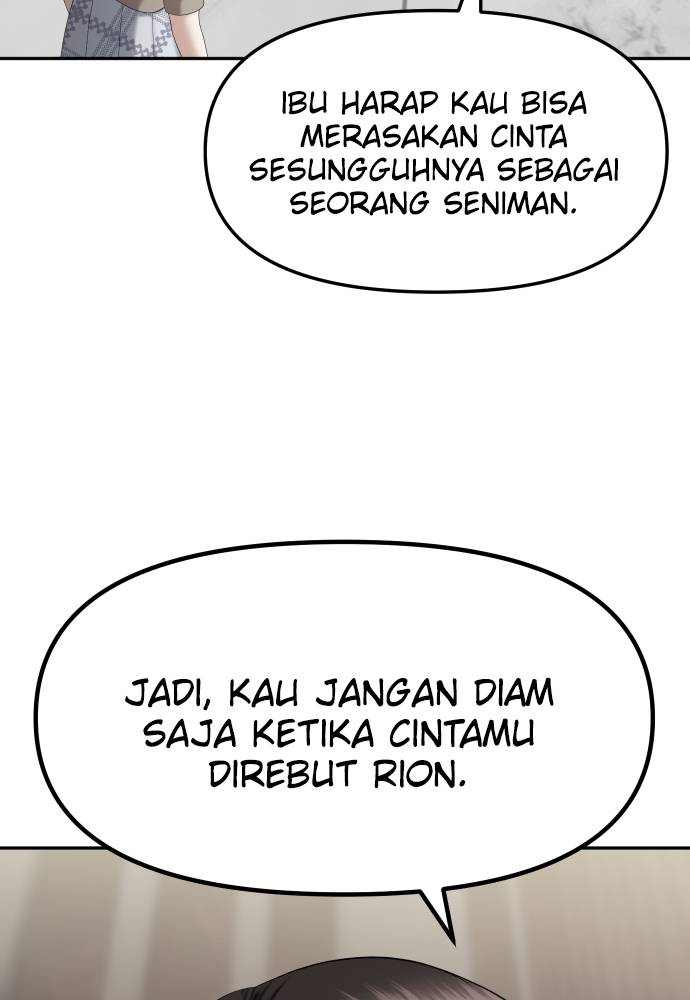 IBU HARAP KAU BISA
MERASAKAN CINTA
SESUNGGUHNYA SEBAGAI
SEORANG SENIMAN.
JADI, KAU JANGAN DIAM
SAJA KETIKA CINTAMU
DIREBUT RION.